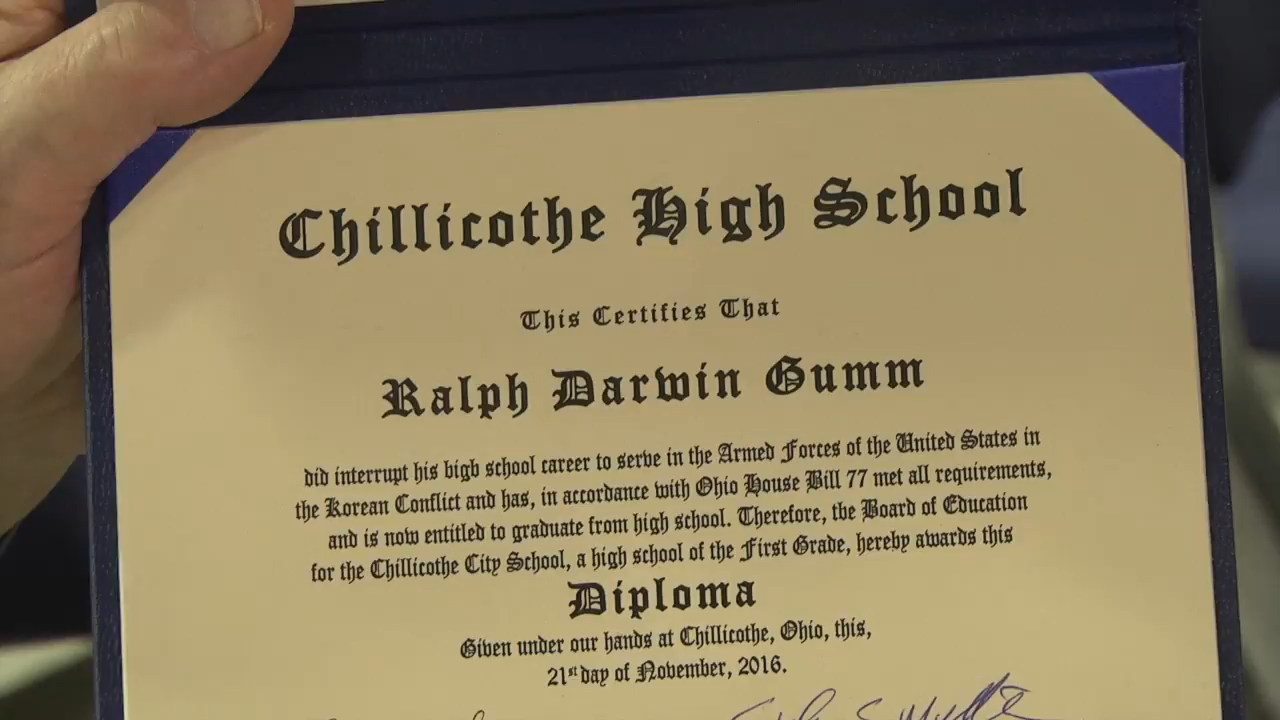 Chillicothe High School
This Certifies That
Ralph Darwin Gumm
did interrupt his high school career to serve in the Armed Forces of the United States in
the Korean Conflict and has, in accordance with Ohio House Bill 77 met all requirements,
and is now entitled to graduate from high school. Therefore, the Board of Education
for the Chillicothe City School, a high school of the First Grade, hereby awards this
Diploma
Given under our hands at Chillicothe, Ohio, this,
21st day of November, 2016.